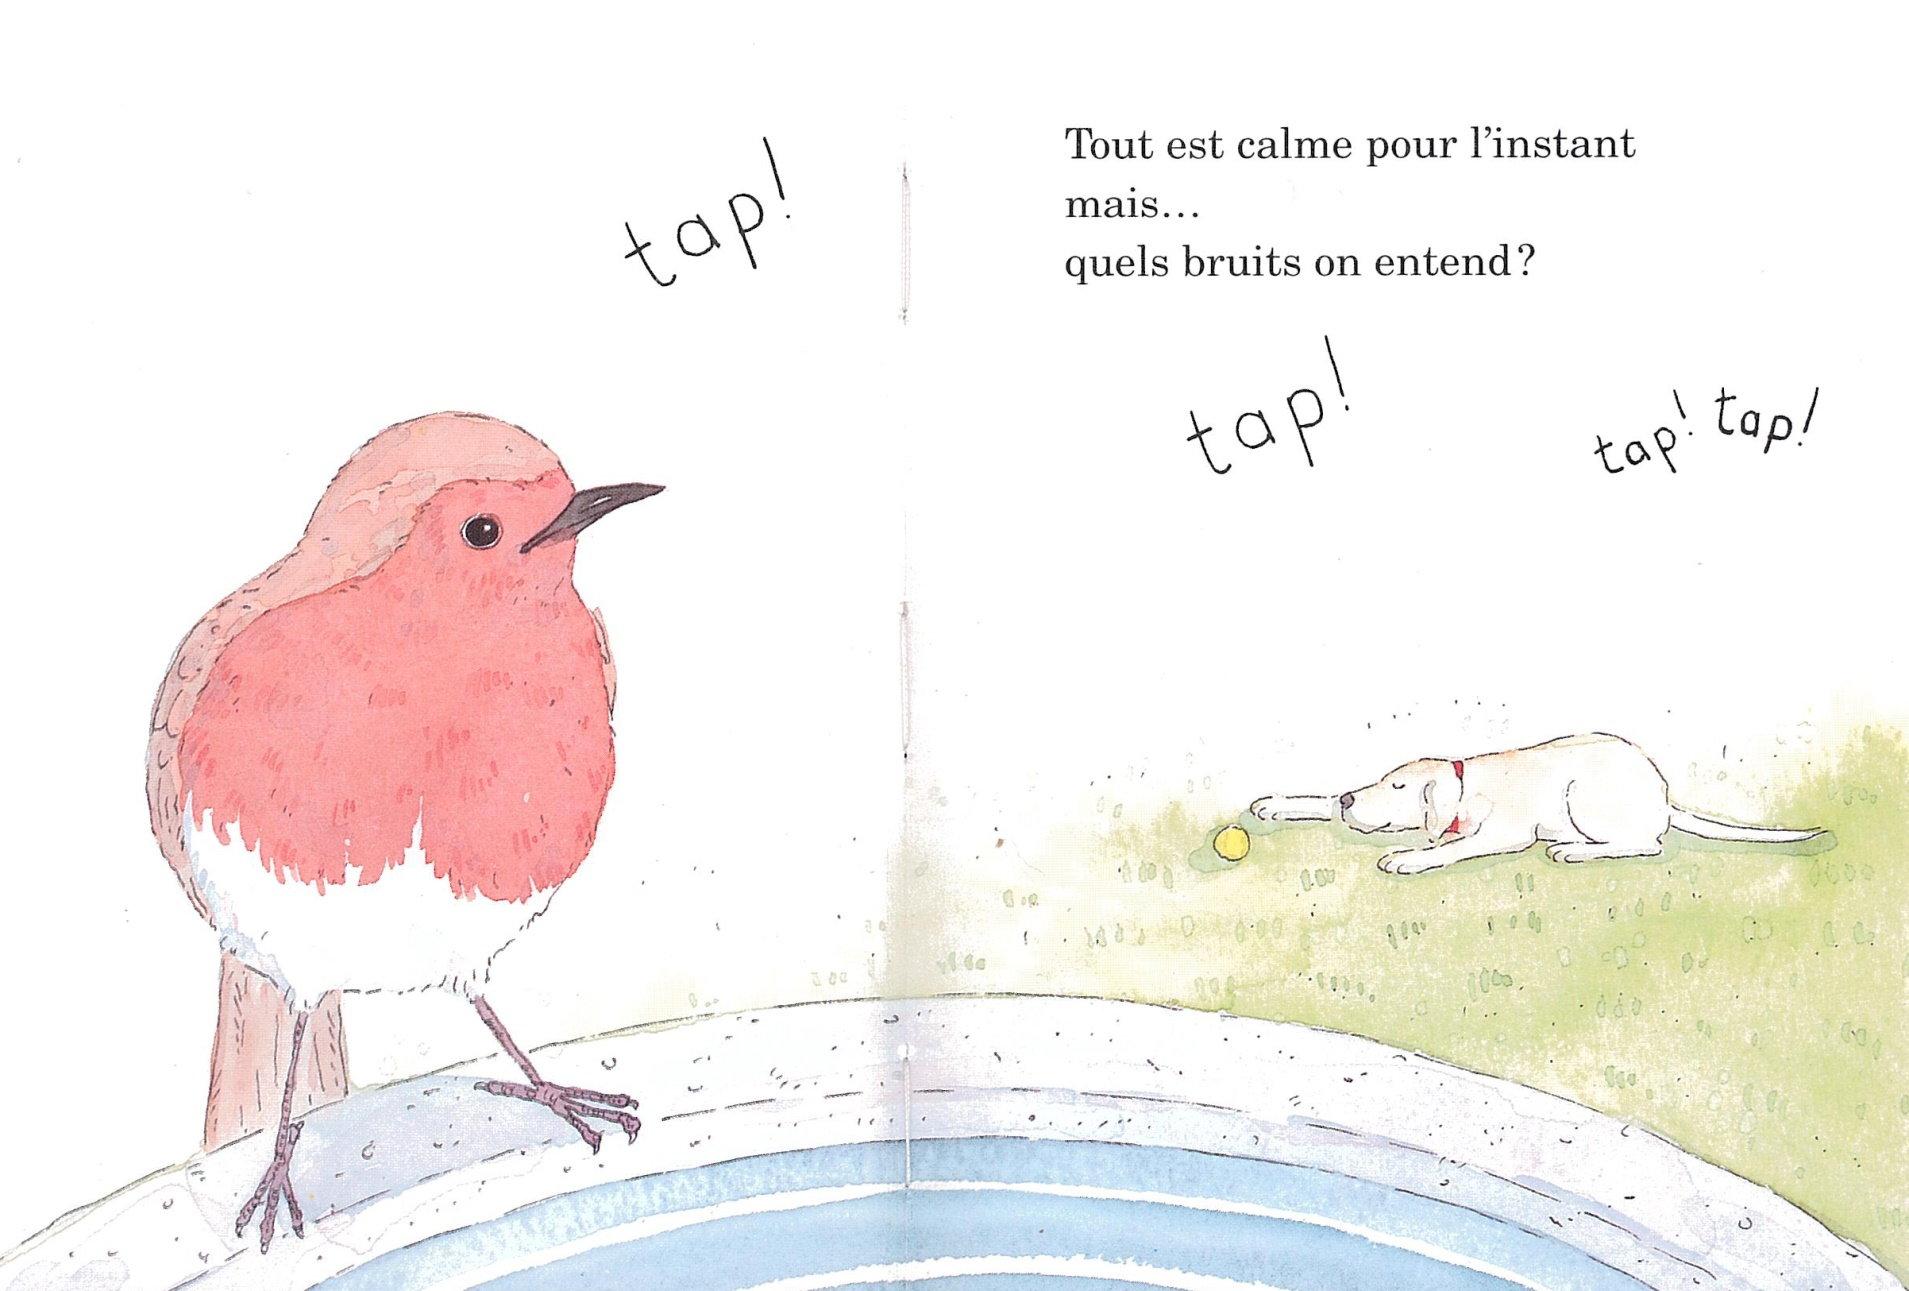 tap!
Tout est calme pour l'instant
mais...
quels bruits on entend?
tap!
tap! tap!